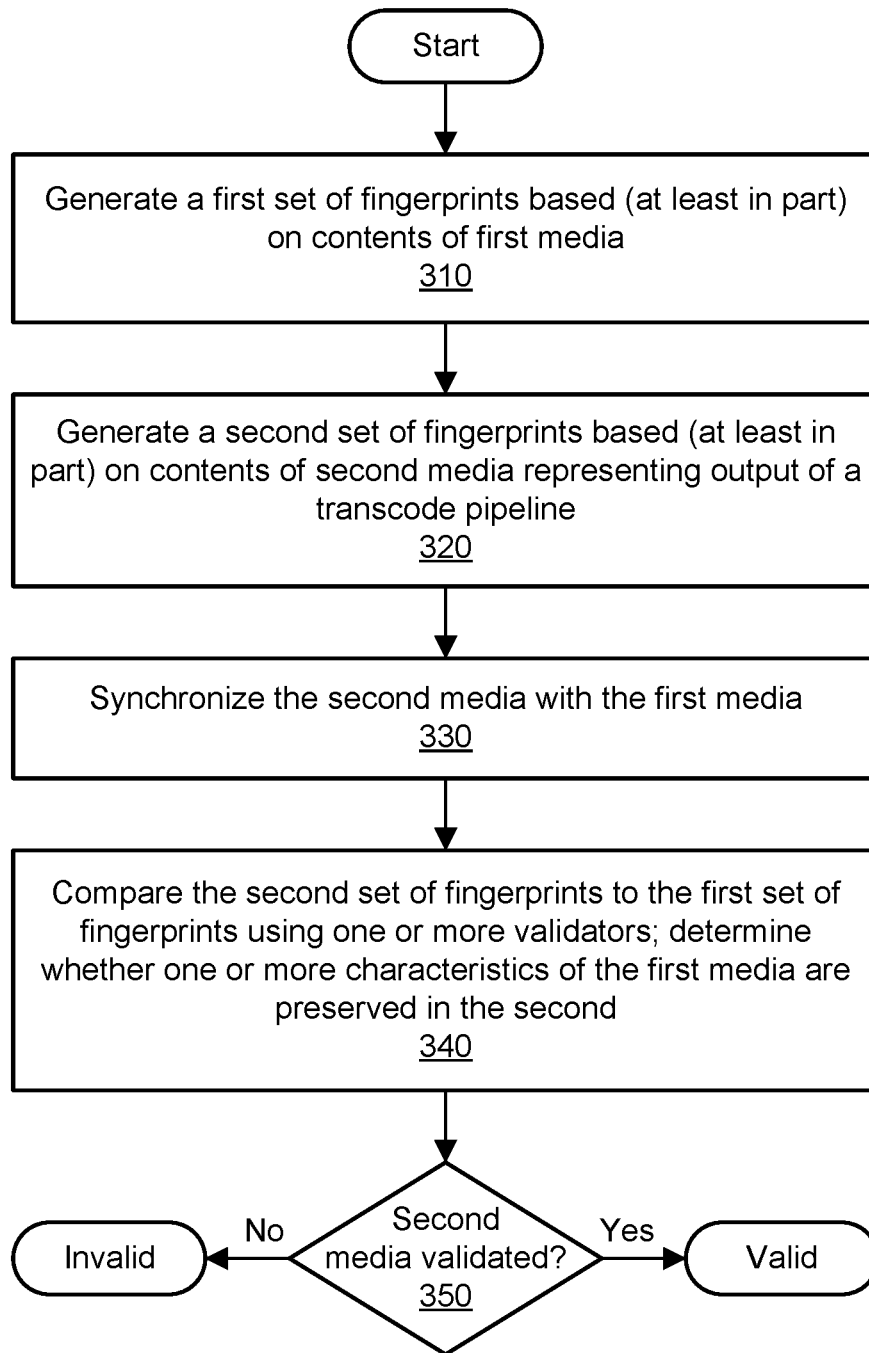 Start
Generate a first set of fingerprints based (at least in part)
on contents of first media
310
Generate a second set of fingerprints based (at least in
part) on contents of second media representing output of a
transcode pipeline
320
Synchronize the second media with the first media
330
Compare the second set of fingerprints to the first set of
fingerprints using one or more validators; determine
whether one or more characteristics of the first media are
preserved in the second
340
Invalid
No
Second
media validated?
350
Yes
Valid